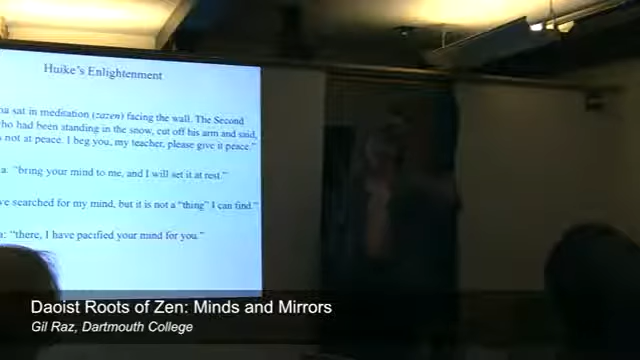 Huike's Enlightenment
sat in meditation (zazen) facing the wall. The Second
who had been standing in the snow, cut off his arm and said,
not at peace. I beg you, my teacher, please give it peace."
a: "bring your mind to me, and I will set it at rest."
ve searched for my mind, but it is not a "thing" I can find."
a: "there, I have pacified your mind for you."
Daoist Roots of Zen: Minds and Mirrors
Gil Raz, Dartmouth College